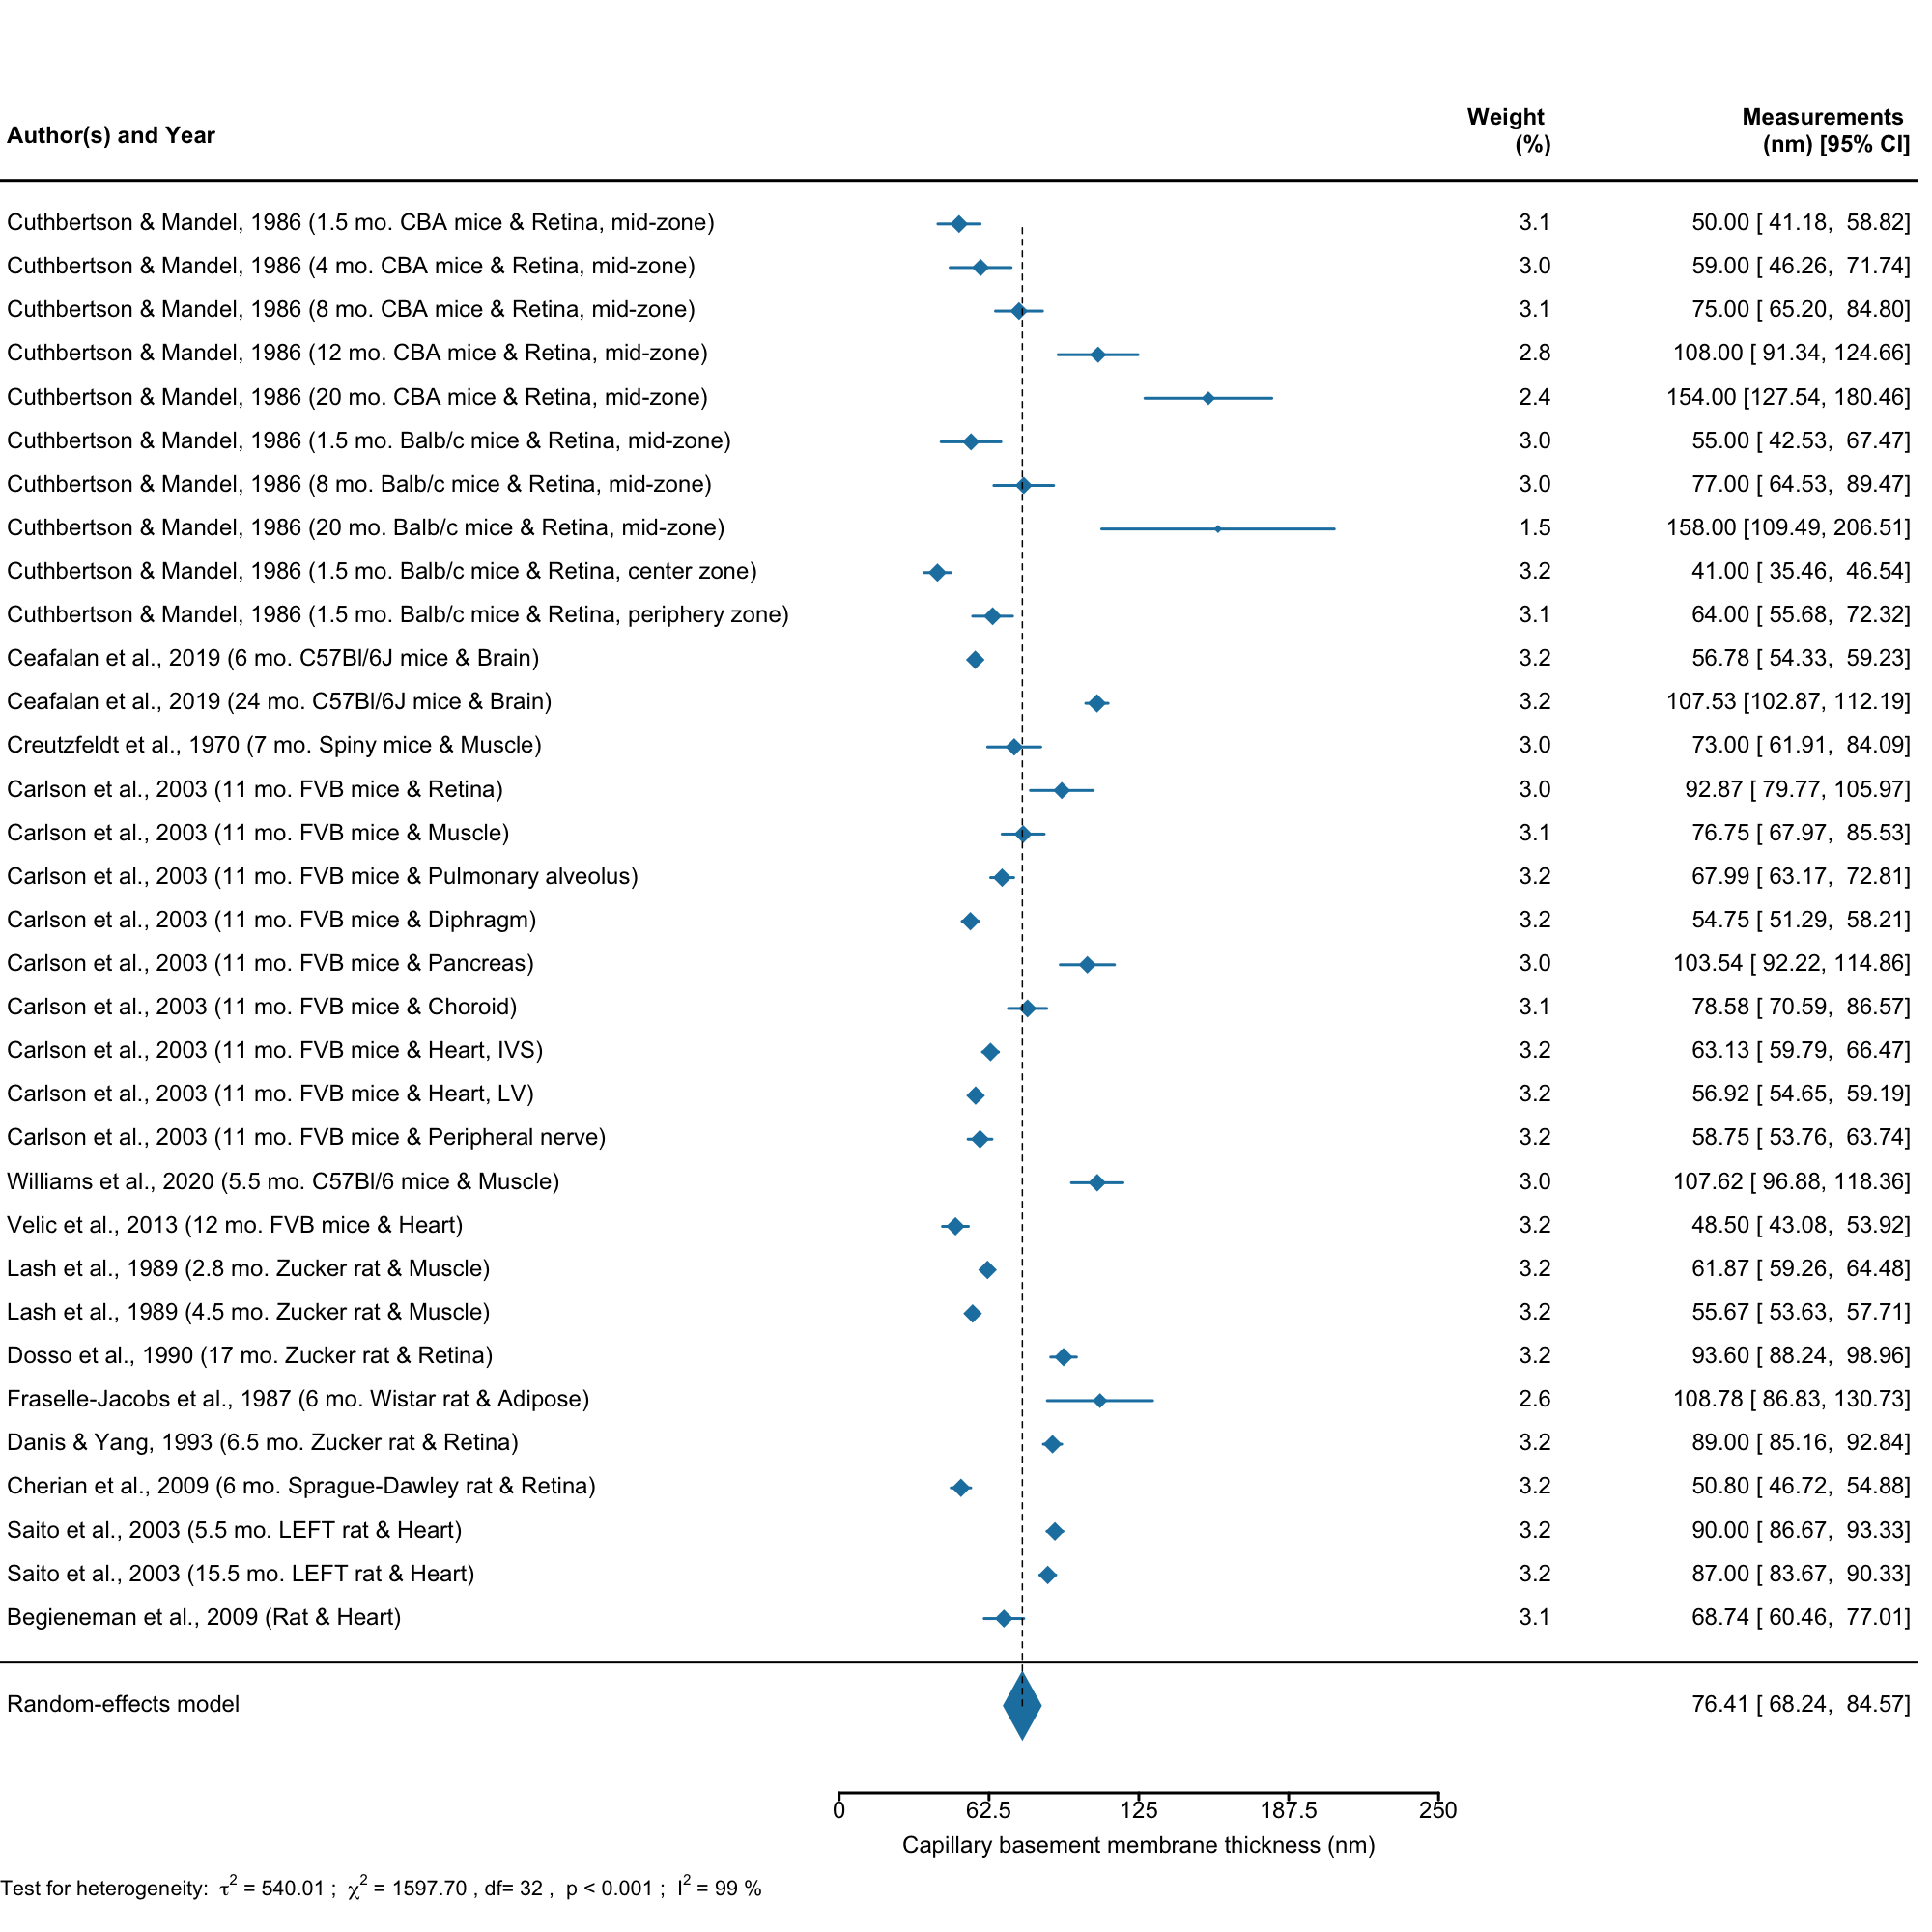 Author(s) and Year Weight (%) Measurements (nm) [95% CI]
Cuthbertson & Mandel, 1986 (1.5 mo. CBA mice & Retina, mid-zone) 3.1 50.00 [ 41.18, 58.82]
Cuthbertson & Mandel, 1986 (4 mo. CBA mice & Retina, mid-zone) 3.0 59.00 [ 46.26, 71.74]
Cuthbertson & Mandel, 1986 (8 mo. CBA mice & Retina, mid-zone) 3.1 75.00 [ 65.20, 84.80]
Cuthbertson & Mandel, 1986 (12 mo. CBA mice & Retina, mid-zone) 2.8 108.00 [ 91.34, 124.66]
Cuthbertson & Mandel, 1986 (20 mo. CBA mice & Retina, mid-zone) 2.4 154.00 [127.54, 180.46]
Cuthbertson & Mandel, 1986 (1.5 mo. Balb/c mice & Retina, mid-zone) 3.0 55.00 [ 42.53, 67.47]
Cuthbertson & Mandel, 1986 (8 mo. Balb/c mice & Retina, mid-zone) 3.0 77.00 [ 64.53, 89.47]
Cuthbertson & Mandel, 1986 (20 mo. Balb/c mice & Retina, mid-zone) 1.5 158.00 [109.49, 206.51]
Cuthbertson & Mandel, 1986 (1.5 mo. Balb/c mice & Retina, center zone) 3.2 41.00 [ 35.46, 46.54]
Cuthbertson & Mandel, 1986 (1.5 mo. Balb/c mice & Retina, periphery zone) 3.1 64.00 [ 55.68, 72.32]
Ceafalan et al., 2019 (6 mo. C57Bl/6J mice & Brain) 3.2 56.78 [ 54.33, 59.23]
Ceafalan et al., 2019 (24 mo. C57Bl/6J mice & Brain) 3.2 107.53 [102.87, 112.19]
Creutzfeldt et al., 1970 (7 mo. Spiny mice & Muscle) 3.0 73.00 [ 61.91, 84.09]
Carlson et al., 2003 (11 mo. FVB mice & Retina) 3.0 92.87 [ 79.77, 105.97]
Carlson et al., 2003 (11 mo. FVB mice & Muscle) 3.1 76.75 [ 67.97, 85.53]
Carlson et al., 2003 (11 mo. FVB mice & Pulmonary alveolus) 3.2 67.99 [ 63.17, 72.81]
Carlson et al., 2003 (11 mo. FVB mice & Diphragm) 3.2 54.75 [ 51.29, 58.21]
Carlson et al., 2003 (11 mo. FVB mice & Pancreas) 3.0 103.54 [ 92.22, 114.86]
Carlson et al., 2003 (11 mo. FVB mice & Choroid) 3.1 78.58 [ 70.59, 86.57]
Carlson et al., 2003 (11 mo. FVB mice & Heart, IVS) 3.2 63.13 [ 59.79, 66.47]
Carlson et al., 2003 (11 mo. FVB mice & Heart, LV) 3.2 56.92 [ 54.65, 59.19]
Carlson et al., 2003 (11 mo. FVB mice & Peripheral nerve) 3.2 58.75 [ 53.76, 63.74]
Williams et al., 2020 (5.5 mo. C57Bl/6 mice & Muscle) 3.0 107.62 [ 96.88, 118.36]
Velic et al., 2013 (12 mo. FVB mice & Heart) 3.2 48.50 [ 43.08, 53.92]
Lash et al., 1989 (2.8 mo. Zucker rat & Muscle) 3.2 61.87 [ 59.26, 64.48]
Lash et al., 1989 (4.5 mo. Zucker rat & Muscle) 3.2 55.67 [ 53.63, 57.71]
Dosso et al., 1990 (17 mo. Zucker rat & Retina) 3.2 93.60 [ 88.24, 98.96]
Fraselle-Jacobs et al., 1987 (6 mo. Wistar rat & Adipose) 2.6 108.78 [ 86.83, 130.73]
Danis & Yang, 1993 (6.5 mo. Zucker rat & Retina) 3.2 89.00 [ 85.16, 92.84]
Cherian et al., 2009 (6 mo. Sprague-Dawley rat & Retina) 3.2 50.80 [ 46.72, 54.88]
Saito et al., 2003 (5.5 mo. LEFT rat & Heart) 3.2 90.00 [ 86.67, 93.33]
Saito et al., 2003 (15.5 mo. LEFT rat & Heart) 3.2 87.00 [ 83.67, 90.33]
Begieneman et al., 2009 (Rat & Heart) 3.1 68.74 [ 60.46, 77.01]
Random-effects model 76.41 [ 68.24, 84.57]
0 62.5 125 187.5 250
Capillary basement membrane thickness (nm)
Test for heterogeneity: τ² = 540.01 ; χ² = 1597.70 , df= 32 , p < 0.001 ; I² = 99 %